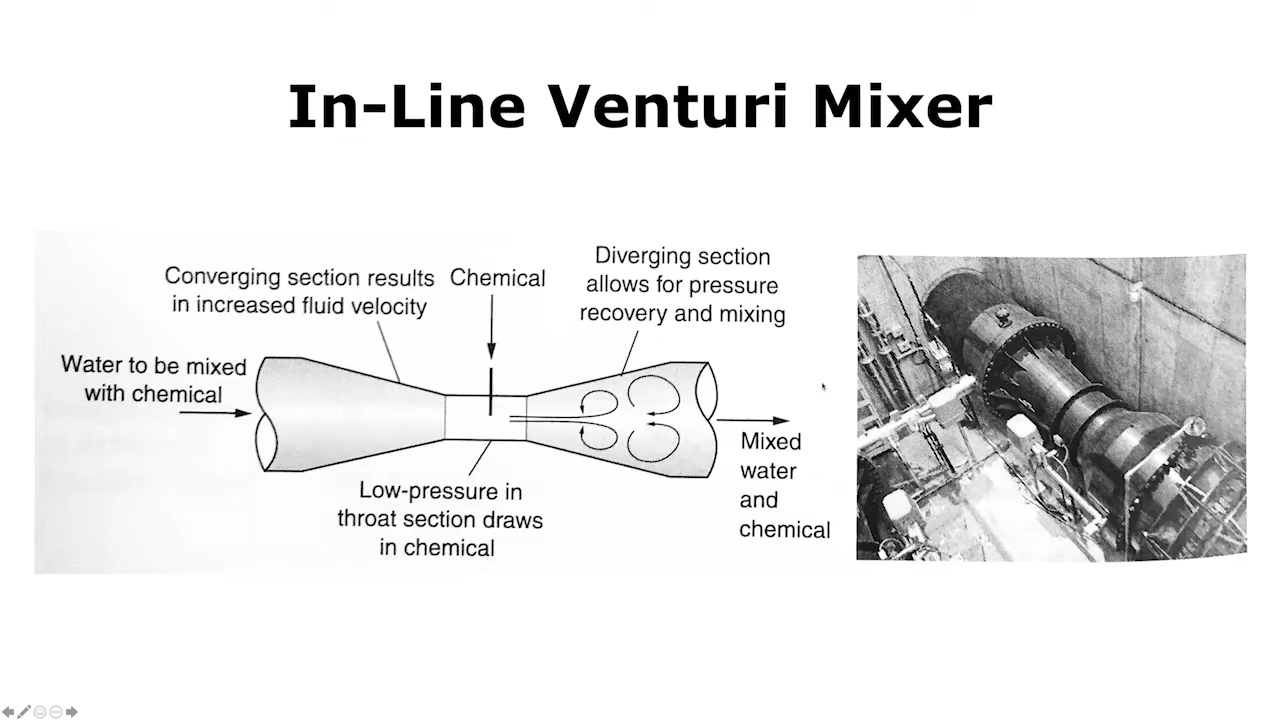 In-Line Venturi Mixer
Converging section results
in increased fluid velocity
Chemical
Diverging section
allows for pressure
recovery and mixing
Water to be mixed
with chemical
Low-pressure in
throat section draws
in chemical
Mixed
water
and
chemical